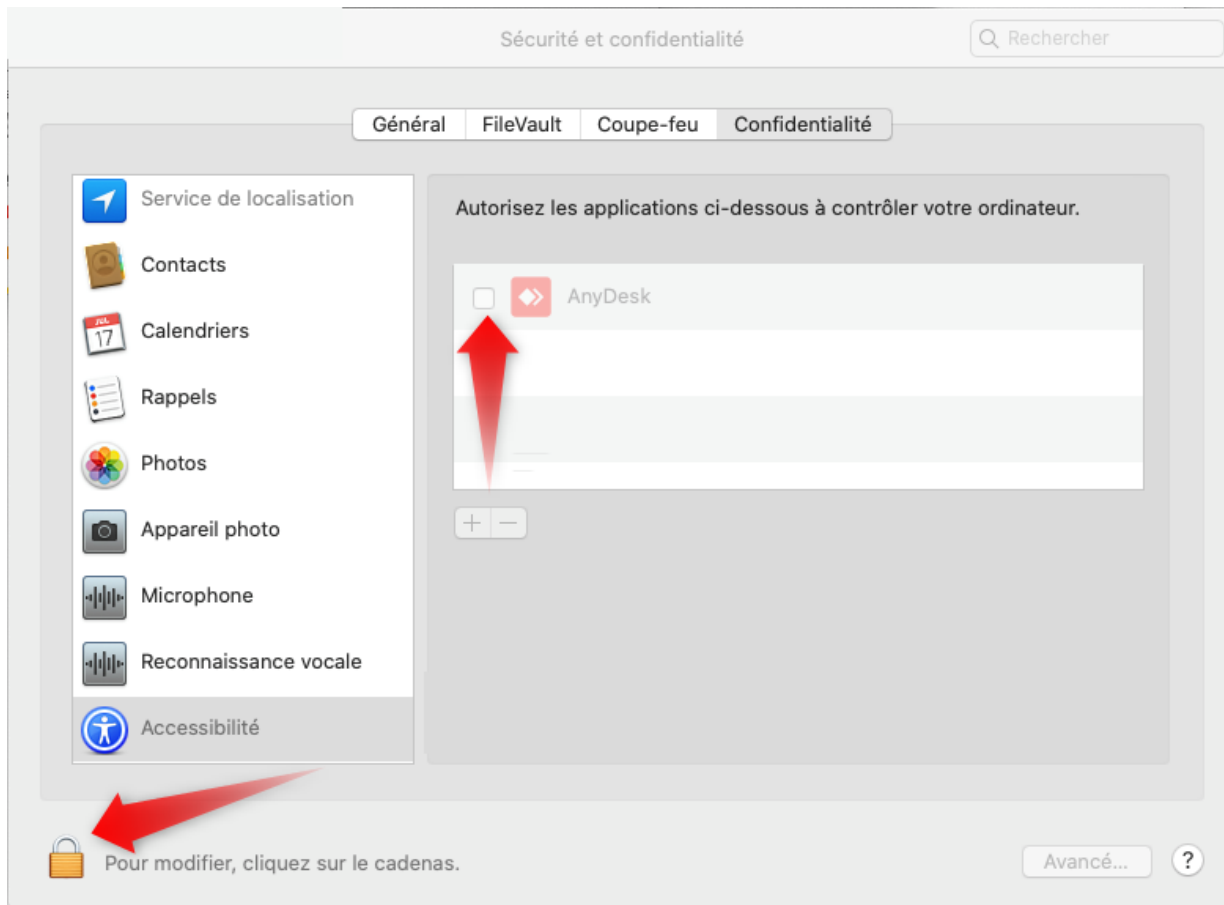 Sécurité et confidentialité
Rechercher
Général
FileVault
Coupe-feu
Confidentialité
Service de localisation
Contacts
JUL
17
Calendriers
Rappels
Photos
Appareil photo
Microphone
Reconnaissance vocale
Accessibilité
Autorisez les applications ci-dessous à contrôler votre ordinateur.
AnyDesk
Pour modifier, cliquez sur le cadenas.
Avancé...
?